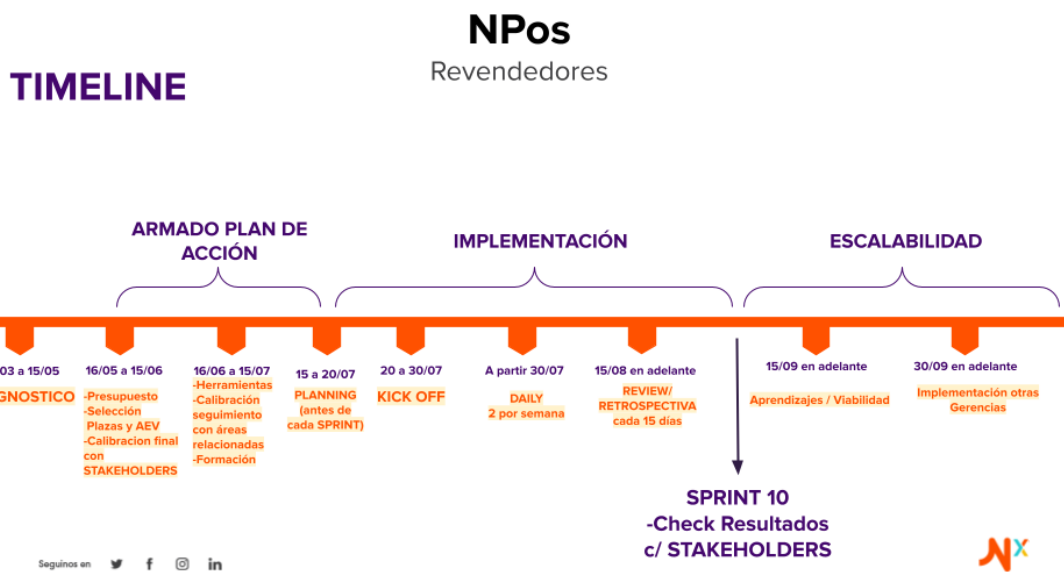 NPos
Revendedores
TIMELINE
ARMADO PLAN DE
ACCIÓN
IMPLEMENTACIÓN
ESCALABILIDAD
03 a 15/05
GNOSTICO
16/05 a 15/06
-Presupuesto
-Selección
Plazas y AEV
-Calibracion final
con
STAKEHOLDERS
16/06 a 15/07
-Herramientas
-Calibración
seguimiento
con áreas
relacionadas
-Formación
15 a 20/07
PLANNING
(antes de
cada SPRINT)
20 a 30/07
KICK OFF
A partir 30/07
DAILY
2 por semana
15/08 en adelante
REVIEW/
RETROSPECTIVA
cada 15 días
15/09 en adelante
Aprendizajes / Viabilidad
30/09 en adelante
Implementación otras
Gerencias
SPRINT 10
-Check Resultados
c/ STAKEHOLDERS
Seguinos en
NX